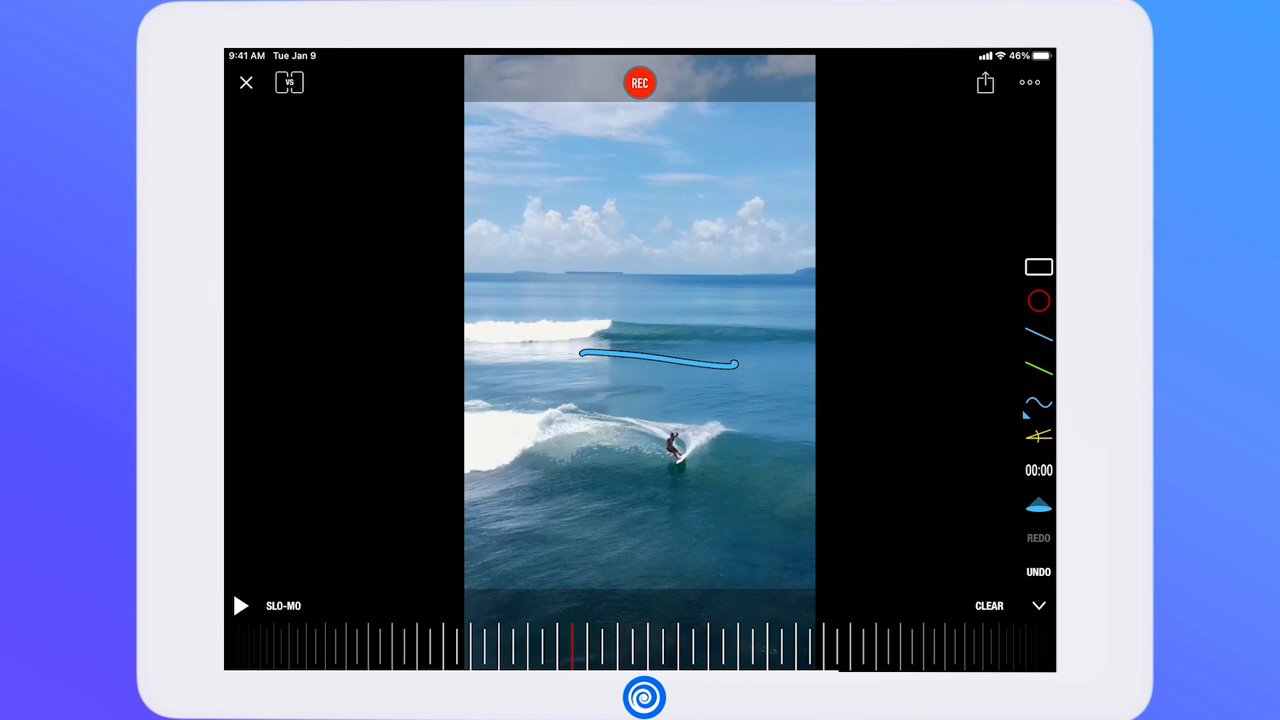 9:41 AM Tue Jan 9
46%
VS
REC
00:00
REDO
UNDO
SLO-MO
CLEAR